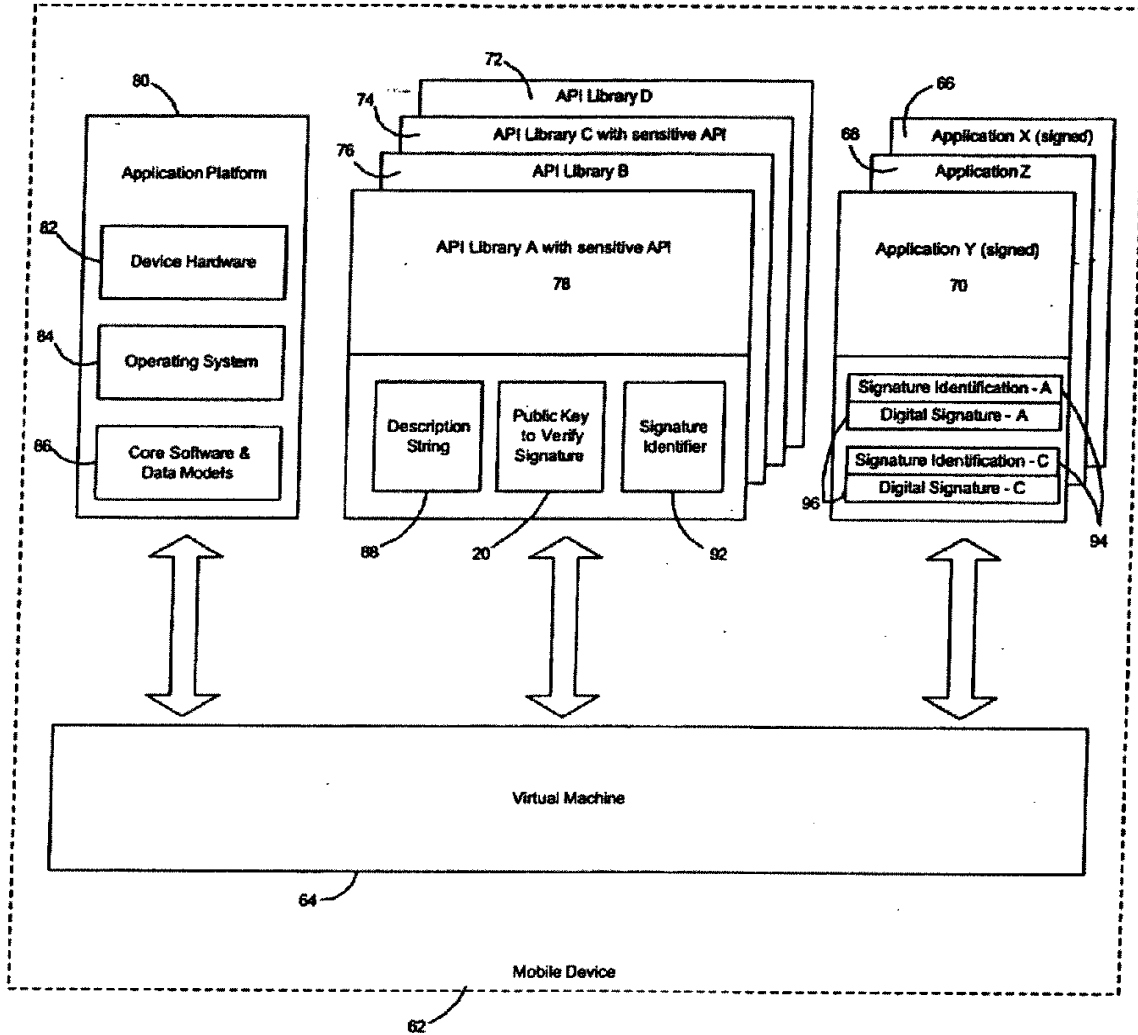 80
Application Platform
82
Device Hardware
84
Operating System
86
Core Software &
Data Models
72
API Library D
74
API Library C with sensitive API
76
API Library B
API Library A with sensitive API
78
Description
String
Public Key
to Verify
Signature
Signature
Identifier
88
20
92
66
Application X (signed)
68
Application Z
Application Y (signed)
70
Signature Identification - A
Digital Signature - A
Signature Identification - C
Digital Signature - C
96
94
Virtual Machine
64
Mobile Device
62